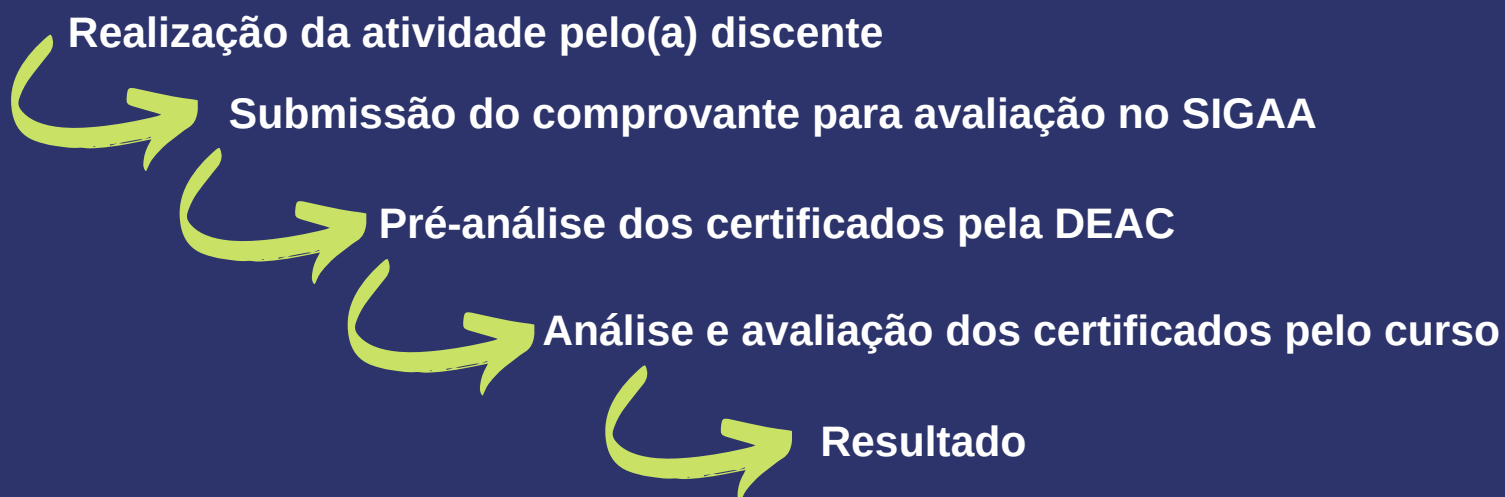 Realização da atividade pelo(a) discente
Submissão do comprovante para avaliação no SIGAA
Pré-análise dos certificados pela DEAC
Análise e avaliação dos certificados pelo curso
Resultado